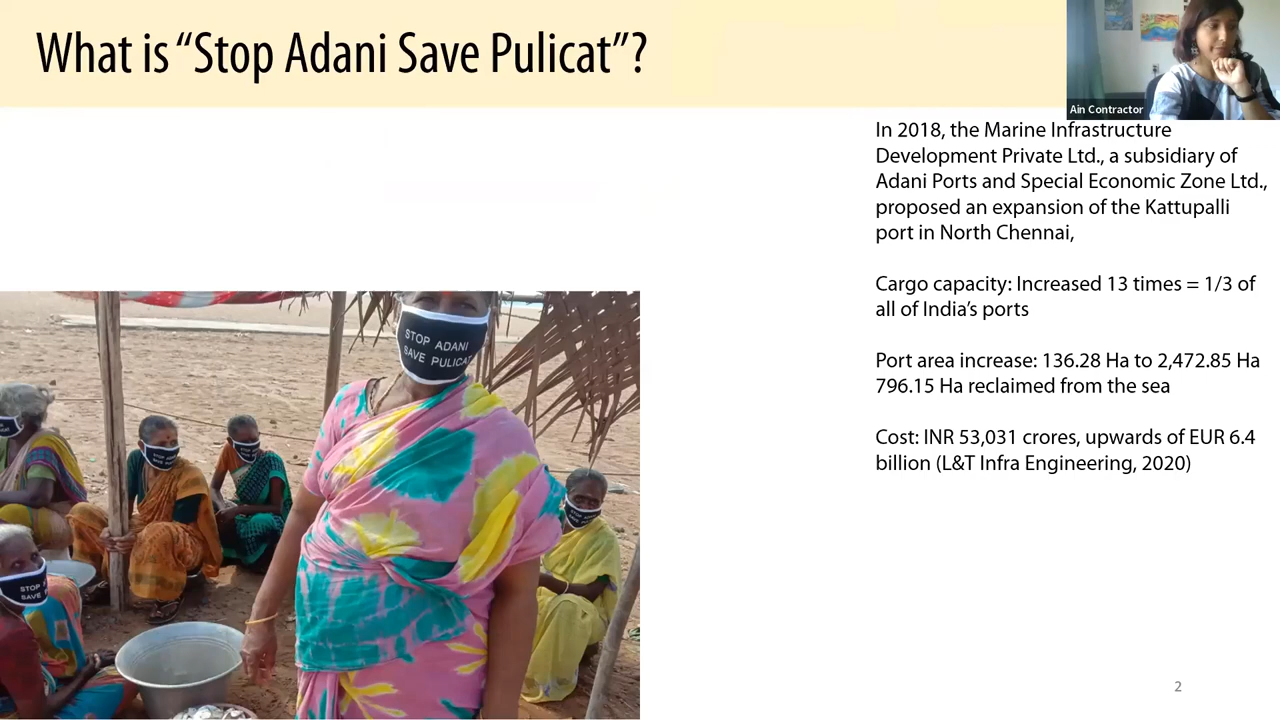 What is “Stop Adani Save Pulicat”?
Ain Contractor
In 2018, the Marine Infrastructure
Development Private Ltd., a subsidiary of
Adani Ports and Special Economic Zone Ltd.,
proposed an expansion of the Kattupalli
port in North Chennai,
Cargo capacity: Increased 13 times = 1/3 of
all of India’s ports
Port area increase: 136.28 Ha to 2,472.85 Ha
796.15 Ha reclaimed from the sea
Cost: INR 53,031 crores, upwards of EUR 6.4
billion (L&T Infra Engineering, 2020)
STOP ADANI
SAVE PULICAT
STOP
SAVE
2